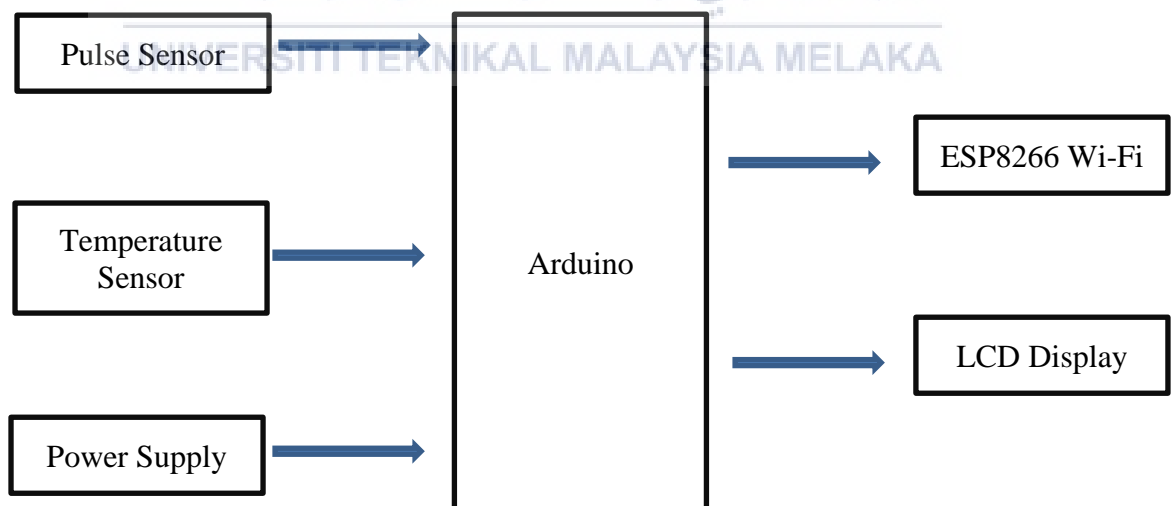 Pulse Sensor
UNIVERSITI TEKNIKAL MALAYSIA MELAKA
ESP8266 Wi-Fi
Temperature
Sensor
Arduino
LCD Display
Power Supply